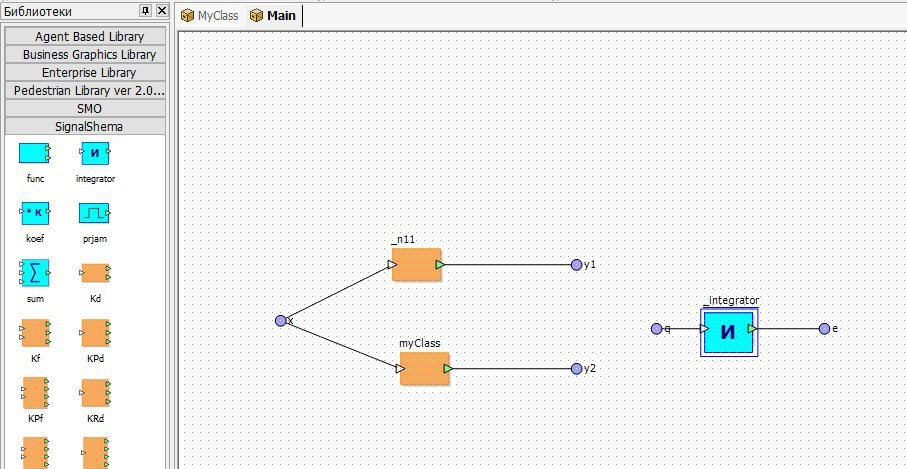 Библиотеки
MyClass
Main
Agent Based Library
Business Graphics Library
Enterprise Library
Pedestrian Library ver 2.0...
SMO
SignalShema
И
func
integrator
* K
koef
prjam
Σ
sum
Kd
Kf
KPd
KPf
KRd
_n11
y1
x
myClass
y2
_integrator
q
И
e